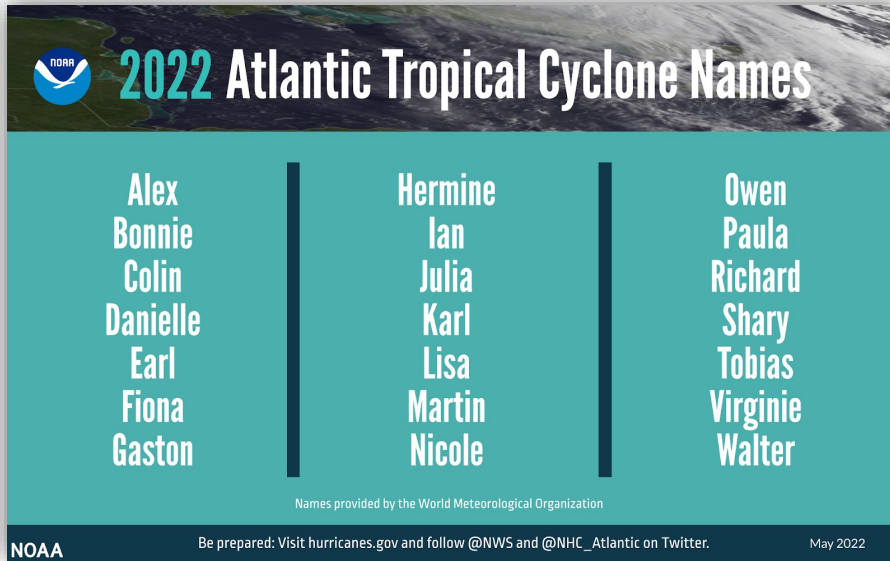 NOAA
2022 Atlantic Tropical Cyclone Names
Alex
Bonnie
Colin
Danielle
Earl
Fiona
Gaston
Hermine
Ian
Julia
Karl
Lisa
Martin
Nicole
Owen
Paula
Richard
Shary
Tobias
Virginie
Walter
Names provided by the World Meteorological Organization
NOAA
Be prepared: Visit hurricanes.gov and follow @NWS and @NHC_Atlantic on Twitter.
May 2022